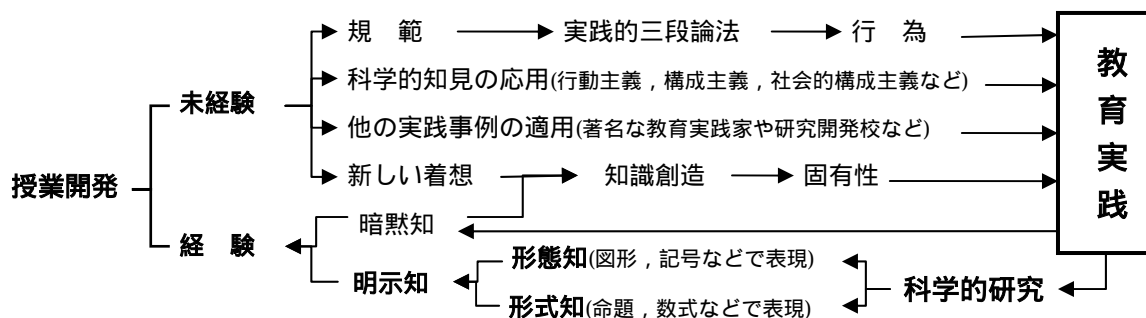 規 範 実践的三段論法 行 為
科学的知見の応用(行動主義，構成主義，社会的構成主義など)
未経験
他の実践事例の適用(著名な教育実践家や研究開発校など)
新しい着想 知識創造 固有性
授業開発
暗黙知
経 験
明示知
形態知(図形，記号などで表現)
形式知(命題，数式などで表現)
科学的研究
教育実践